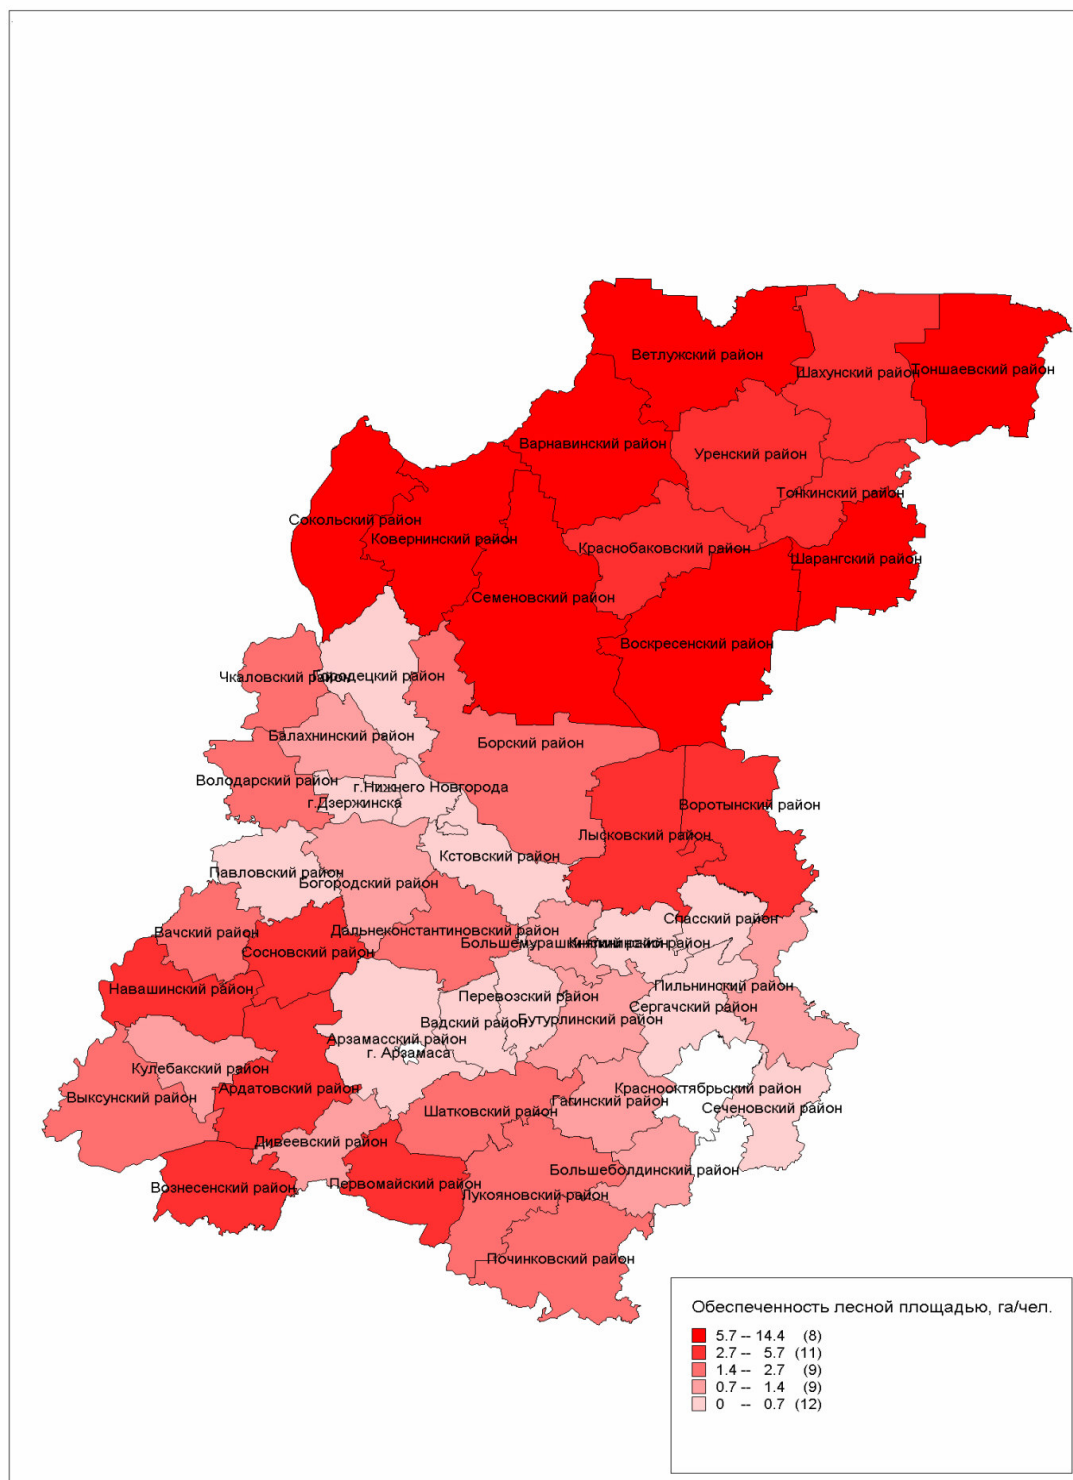 Ветлужский район
Шахунский район
Тоншаевский район
Варнавинский район
Уренский район
Тонкинский район
Сокольский район
Ковернинский район
Краснобаковский район
Шарангский район
Семеновский район
Воскресенский район
Чкаловский район
Городецкий район
Балахнинский район
Борский район
Володарский район
г.Нижнего Новгорода
г.Дзержинска
Воротынский район
Лысковский район
Кстовский район
Павловский район
Богородский район
Спасский район
Вачский район
Дальнеконстантиновский район
Большемурашкинский район
Княгининский район
Сосновский район
Навашинский район
Пильнинский район
Перевозский район
Сергачский район
Вадский район
Бутурлинский район
Арзамасский район
г. Арзамаса
Кулебакский район
Ардатовский район
Выксунский район
Краснооктябрьский район
Гагинский район
Сеченовский район
Шатковский район
Дивеевский район
Большеболдинский район
Вознесенский район
Первомайский район
Лукояновский район
Починковский район
Обеспеченность лесной площадью, га/чел.
5.7 -- 14.4 (8)
2.7 -- 5.7 (11)
1.4 -- 2.7 (9)
0.7 -- 1.4 (9)
0 -- 0.7 (12)